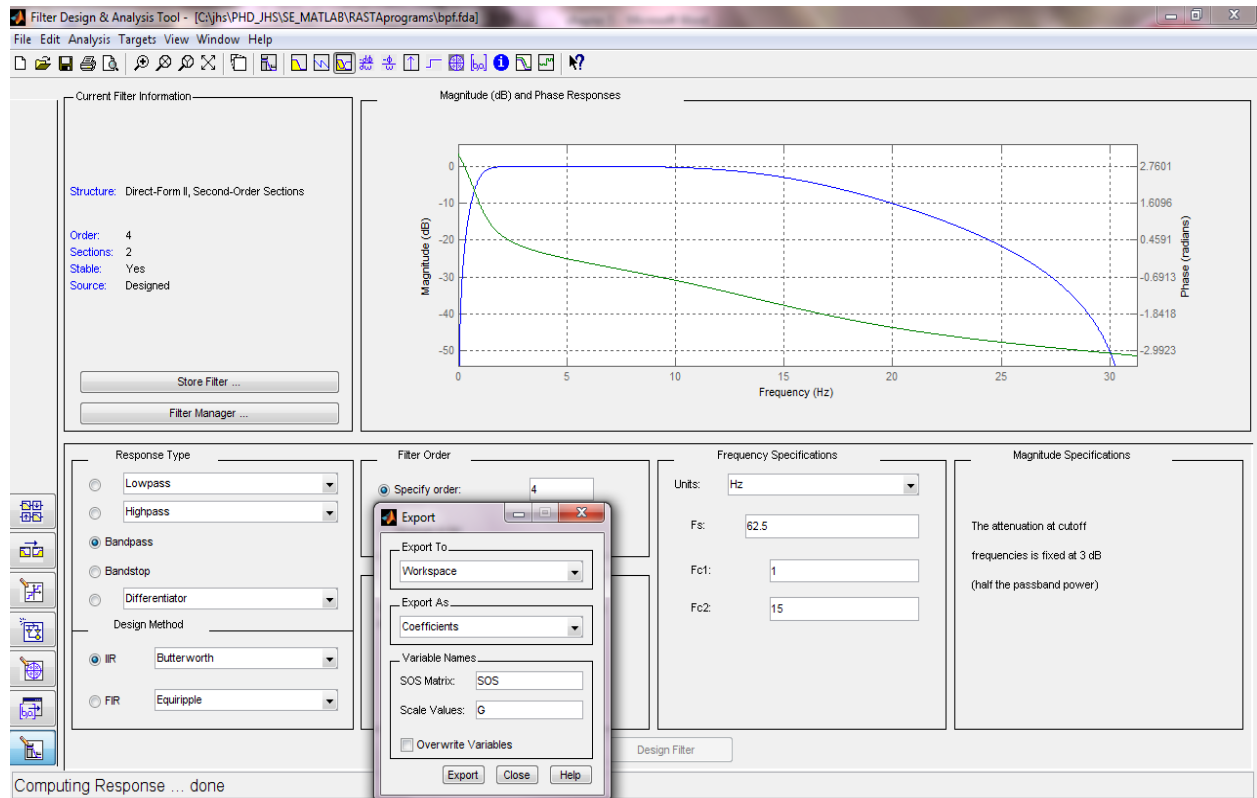 Filter Design & Analysis Tool - [C:\jhs\PHD_JHS\SE_MATLAB\RASTAprograms\bpf.fda]
File Edit Analysis Targets View Window Help
Current Filter Information
Structure: Direct-Form II, Second-Order Sections
Order: 4
Sections: 2
Stable: Yes
Source: Designed
Store Filter ...
Filter Manager ...
Magnitude (dB) and Phase Responses
Magnitude (dB)
0
-10
-20
-30
-40
-50
2.7601
1.6096
0.4591
-0.6913
-1.8418
-2.9923
Phase (radians)
0 5 10 15 20 25 30
Frequency (Hz)
Response Type
Lowpass
Highpass
Bandpass
Bandstop
Differentiator
Design Method
IIR Butterworth
FIR Equiripple
Filter Order
Specify order: 4
Export
Export To
Workspace
Export As
Coefficients
Variable Names
SOS Matrix: SOS
Scale Values: G
Overwrite Variables
Export Close Help
Frequency Specifications
Units: Hz
Fs: 62.5
Fc1: 1
Fc2: 15
Magnitude Specifications
The attenuation at cutoff
frequencies is fixed at 3 dB
(half the passband power)
Design Filter
Computing Response ... done